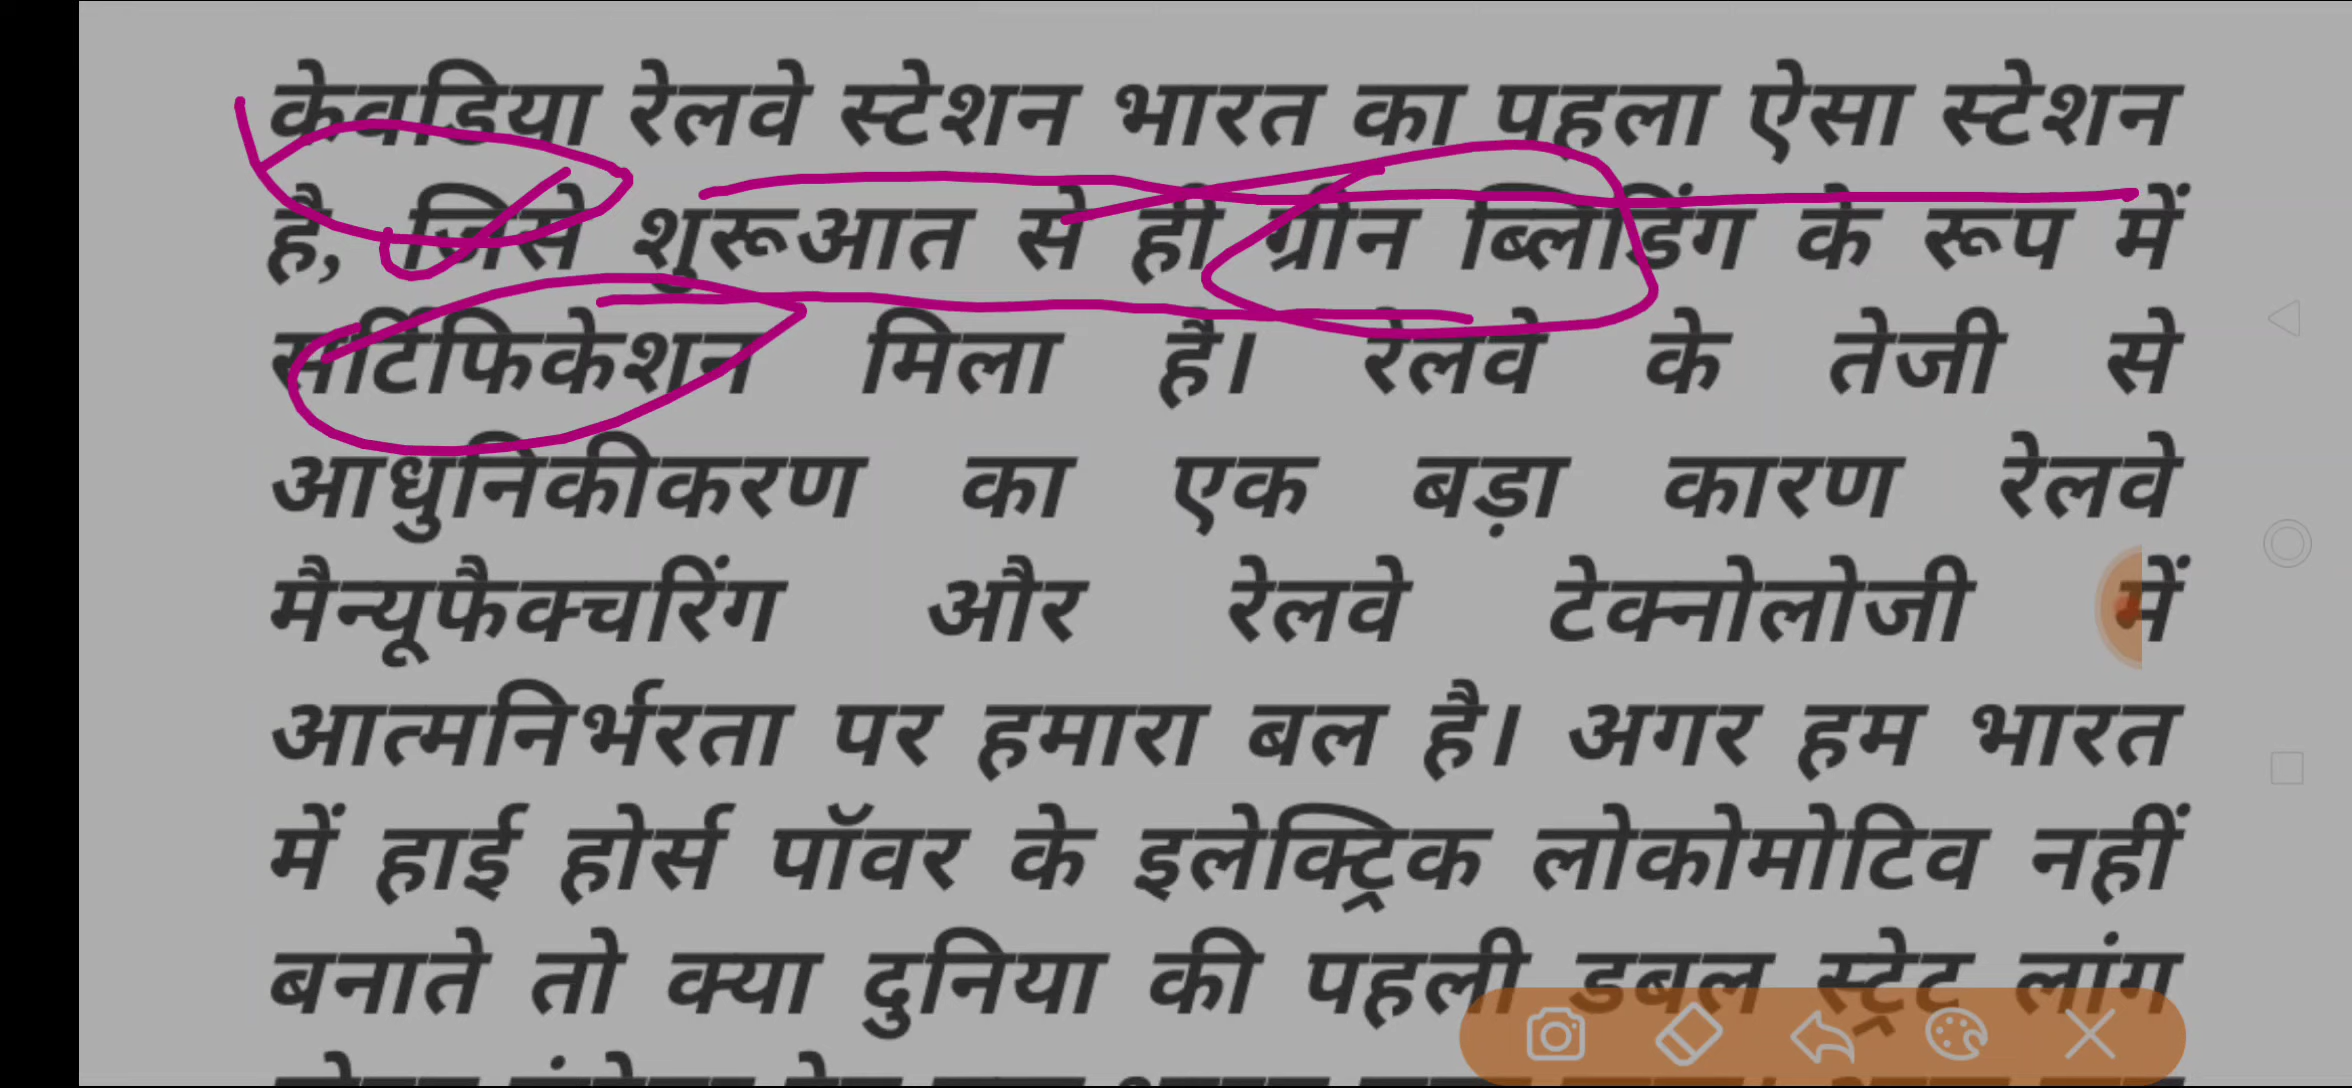 केवडिया रेलवे स्टेशन भारत का पहला ऐसा स्टेशन
है, जिसे शुरूआत से ही ग्रीन ब्लिडिंग के रूप में
सर्टिफिकेशन मिला है। रेलवे के तेजी से
आधुनिकीकरण का एक बड़ा कारण रेलवे
मैन्यूफैक्चरिंग और रेलवे टेक्नोलोजी में
आत्मनिर्भरता पर हमारा बल है। अगर हम भारत
में हाई होर्स पॉवर के इलेक्ट्रिक लोकोमोटिव नहीं
बनाते तो क्या दुनिया की पहली डबल स्ट्रेट लांग